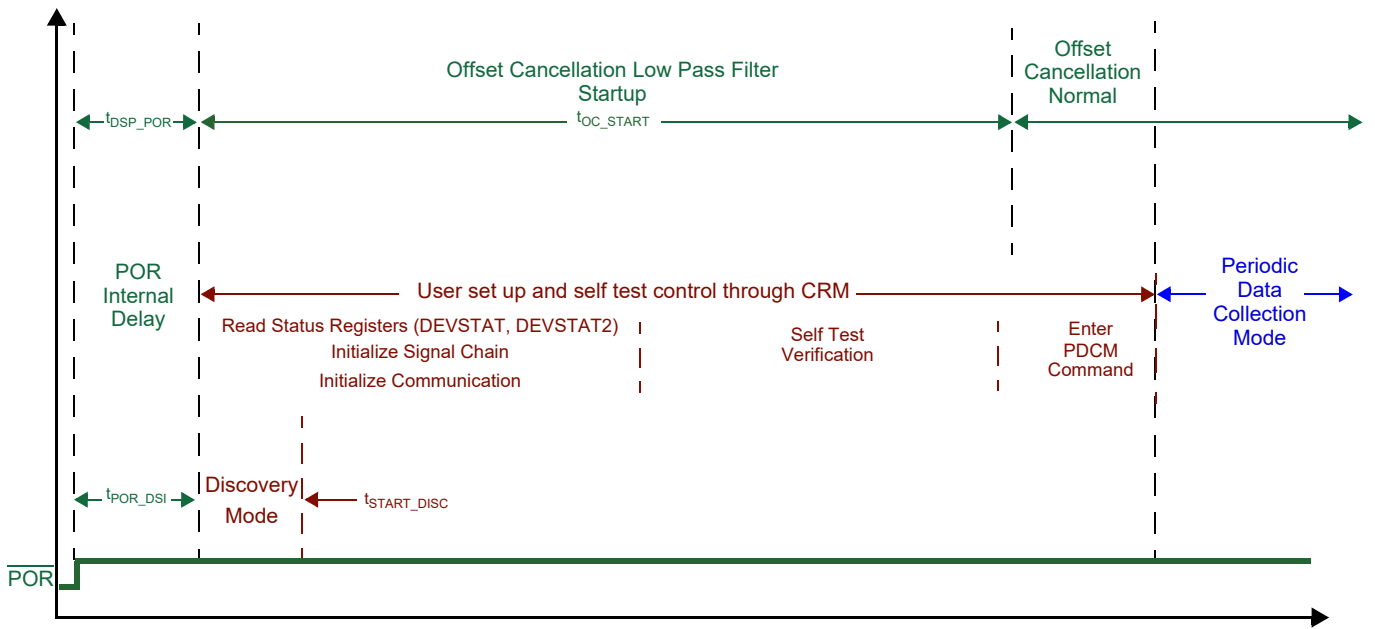 Offset Cancellation Low Pass Filter
Startup
Offset
Cancellation
Normal
tDSP_POR
tOC_START
POR
Internal
Delay
User set up and self test control through CRM
Periodic
Data
Collection
Mode
Read Status Registers (DEVSTAT, DEVSTAT2)
Initialize Signal Chain
Initialize Communication
Self Test
Verification
Enter
PDCM
Command
tPOR_DSI
Discovery
Mode
tSTART_DISC
POR